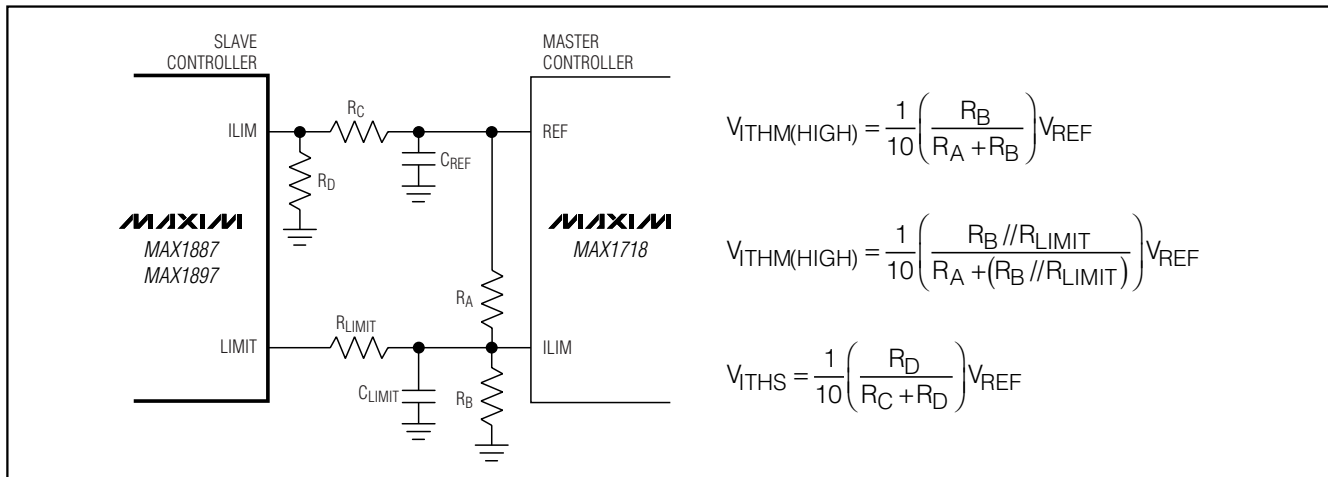 SLAVE
CONTROLLER
MASTER
CONTROLLER
ILIM
R_C
REF
C_REF
R_D
MAXIM
MAX1887
MAX1897
MAXIM
MAX1718
R_A
R_LIMIT
LIMIT
ILIM
C_LIMIT
R_B
V_ITHM(HIGH) = 1/10 (R_B / (R_A + R_B)) V_REF
V_ITHM(HIGH) = 1/10 (R_B // R_LIMIT / (R_A + (R_B // R_LIMIT))) V_REF
V_ITHS = 1/10 (R_D / (R_C + R_D)) V_REF